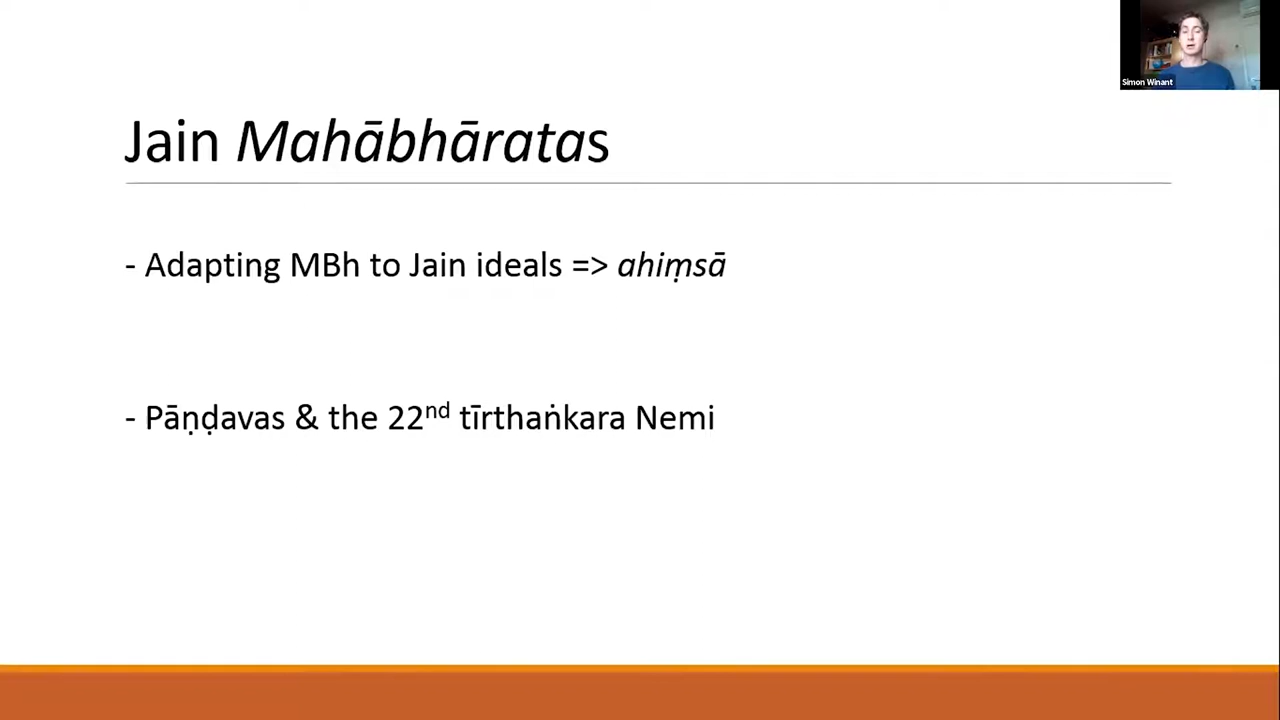 Simon Winant
Jain Mahābhāratas
- Adapting MBh to Jain ideals => ahiṃsā
- Pāṇḍavas & the 22nd tīrthaṅkara Nemi